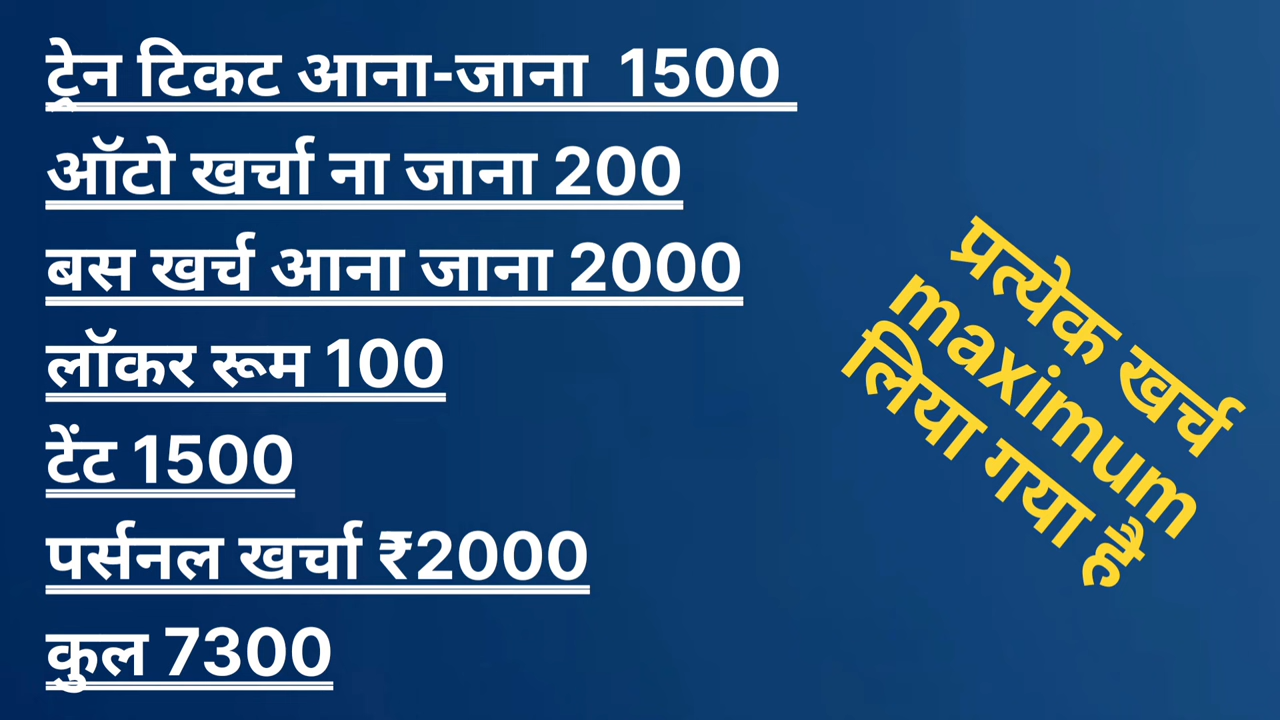 ट्रेन टिकट आना-जाना 1500
ऑटो खर्चा ना जाना 200
बस खर्च आना जाना 2000
लॉकर रूम 100
टेंट 1500
पर्सनल खर्चा ₹2000
कुल 7300
प्रत्येक खर्च
maximum
लिया गया है